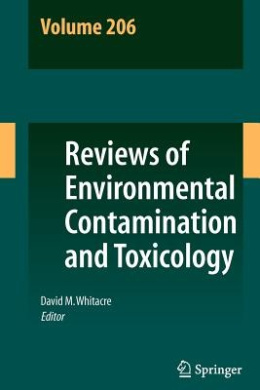 Volume 206
Reviews of
Environmental
Contamination
and Toxicology
David M. Whitacre
Editor
Springer